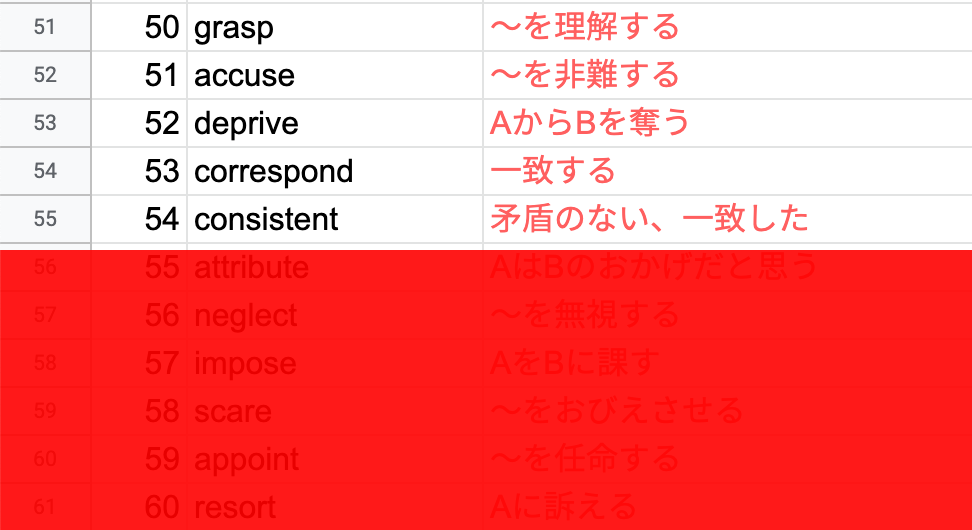 51 50 grasp ～を理解する
52 51 accuse ～を非難する
53 52 deprive AからBを奪う
54 53 correspond 一致する
55 54 consistent 矛盾のない、一致した
56 55 attribute AはBのおかげだと思う
57 56 neglect ～を無視する
58 57 impose AをBに課す
59 58 scare ～をおびえさせる
60 59 appoint ～を任命する
61 60 resort Aに訴える